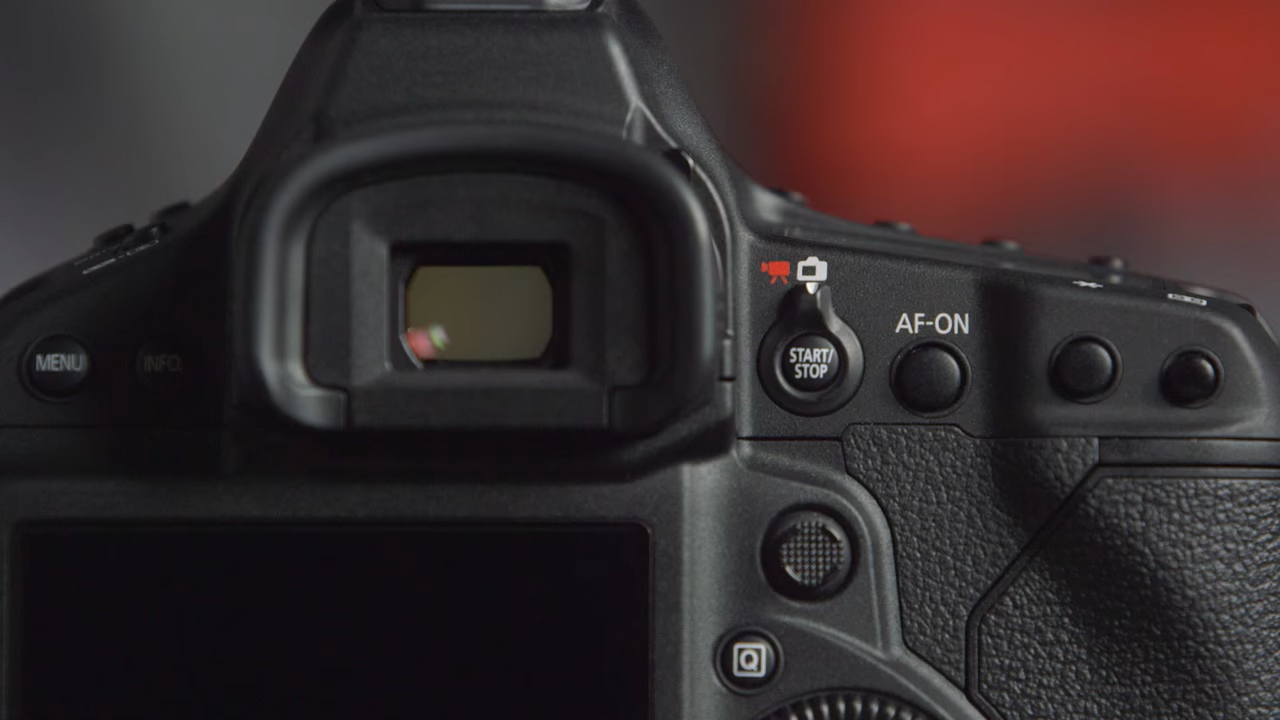 AF-ON
MENU
INFO.
START/
STOP
Q